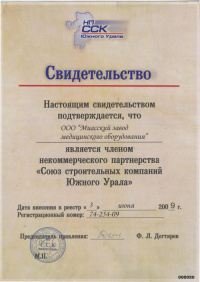 НП
ССК
Южного Урала
Свидетельство
Настоящим свидетельством
подтверждается, что
ООО "Миасский завод
медицинского оборудования"
является членом
некоммерческого партнерства
«Союз строительных компаний
Южного Урала»
Дата внесения в реестр « 3 » июня 2009 г.
Регистрационный номер: 74-254-09
Председатель правления: Ф. Л. Дегтярев
М.П.